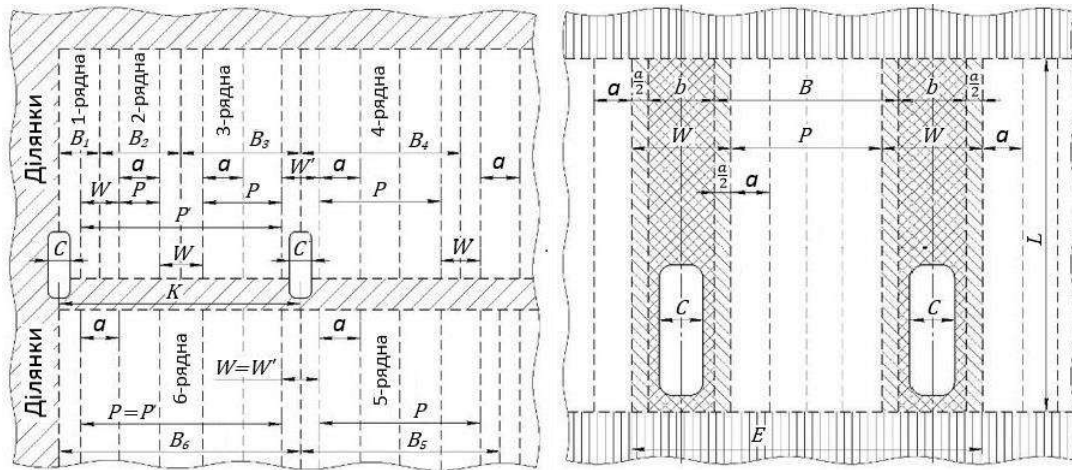 Ділянки
1-рядна
2-рядна
3-рядна
4-рядна
B₁ B₂ B₃ B₄
a a W' a a
W P P P
P'
C W C W
K
Ділянки
a a
6-рядна
W=W'
5-рядна
P=P' P
B₆ B₅
a a/2 b B b a/2
W P W a
a/2 a
L
C C
E